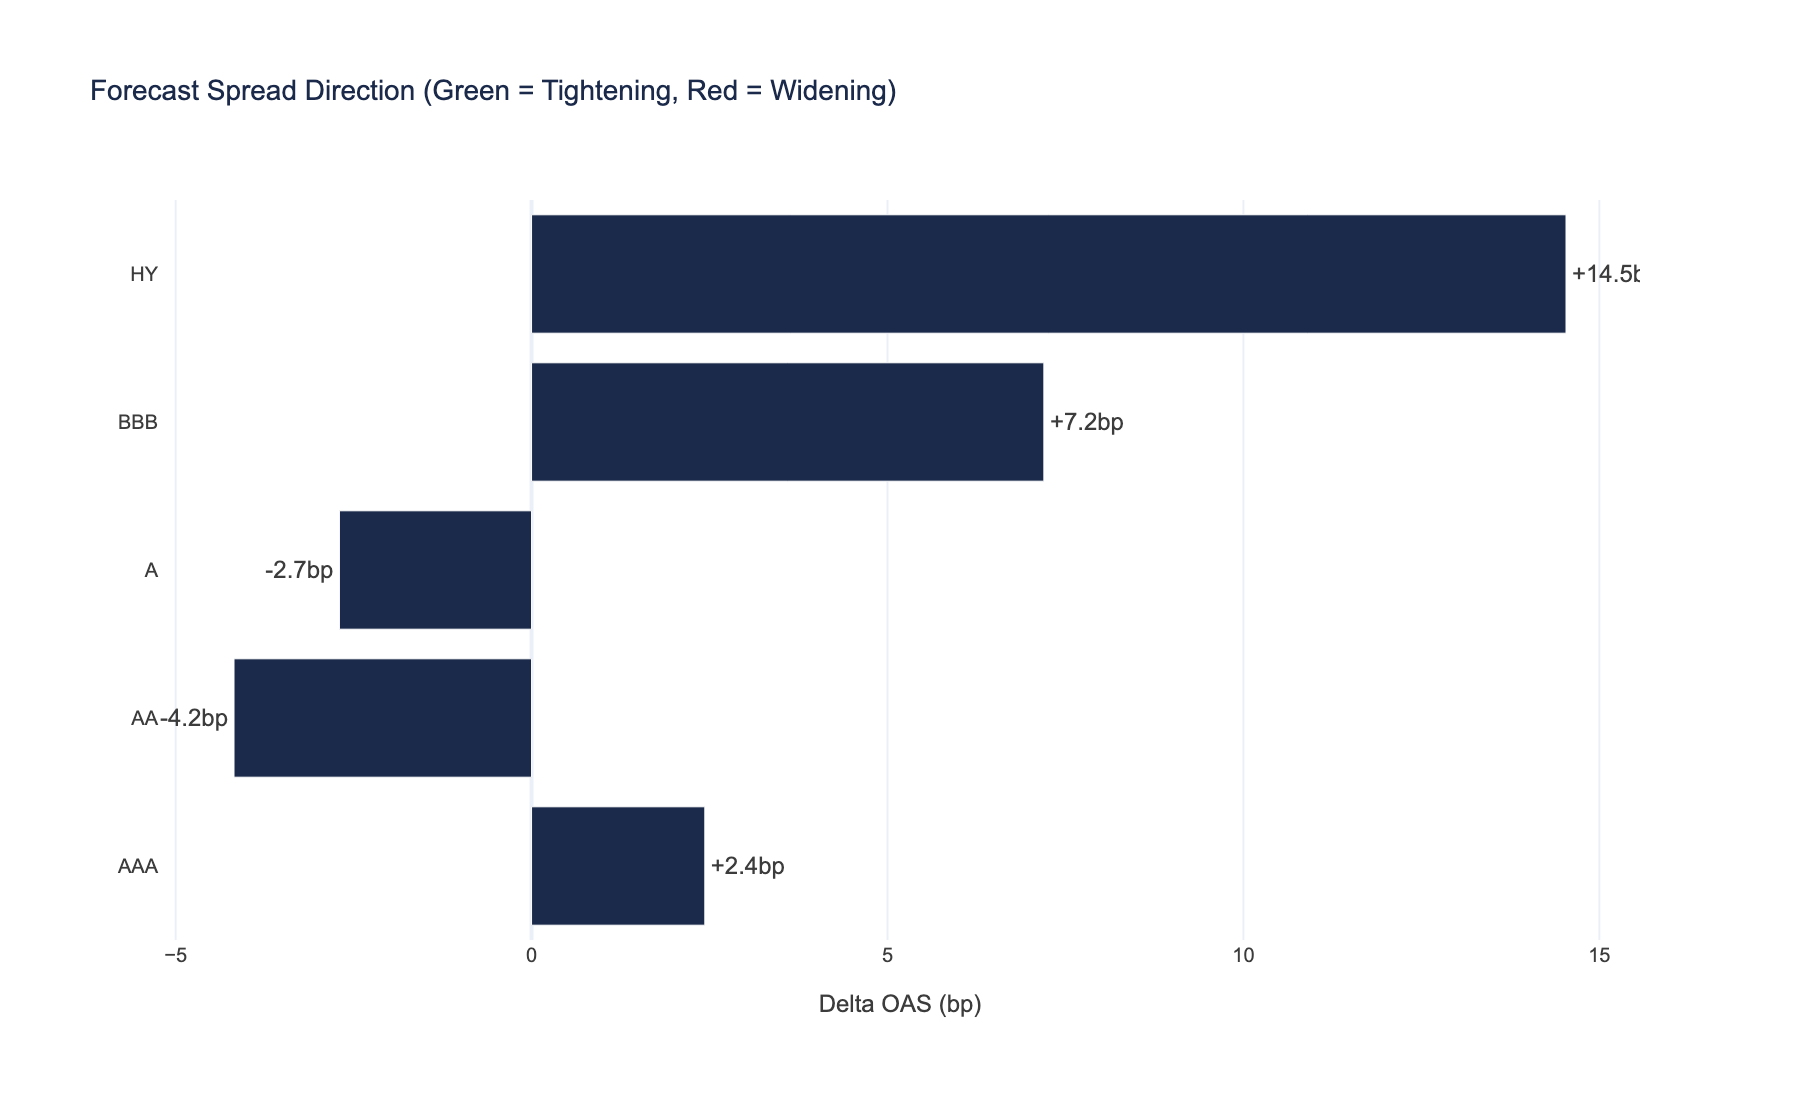 Forecast Spread Direction (Green = Tightening, Red = Widening)
HY
+14.5b
BBB
+7.2bp
A
-2.7bp
AA
-4.2bp
AAA
+2.4bp
−5
0
5
10
15
Delta OAS (bp)